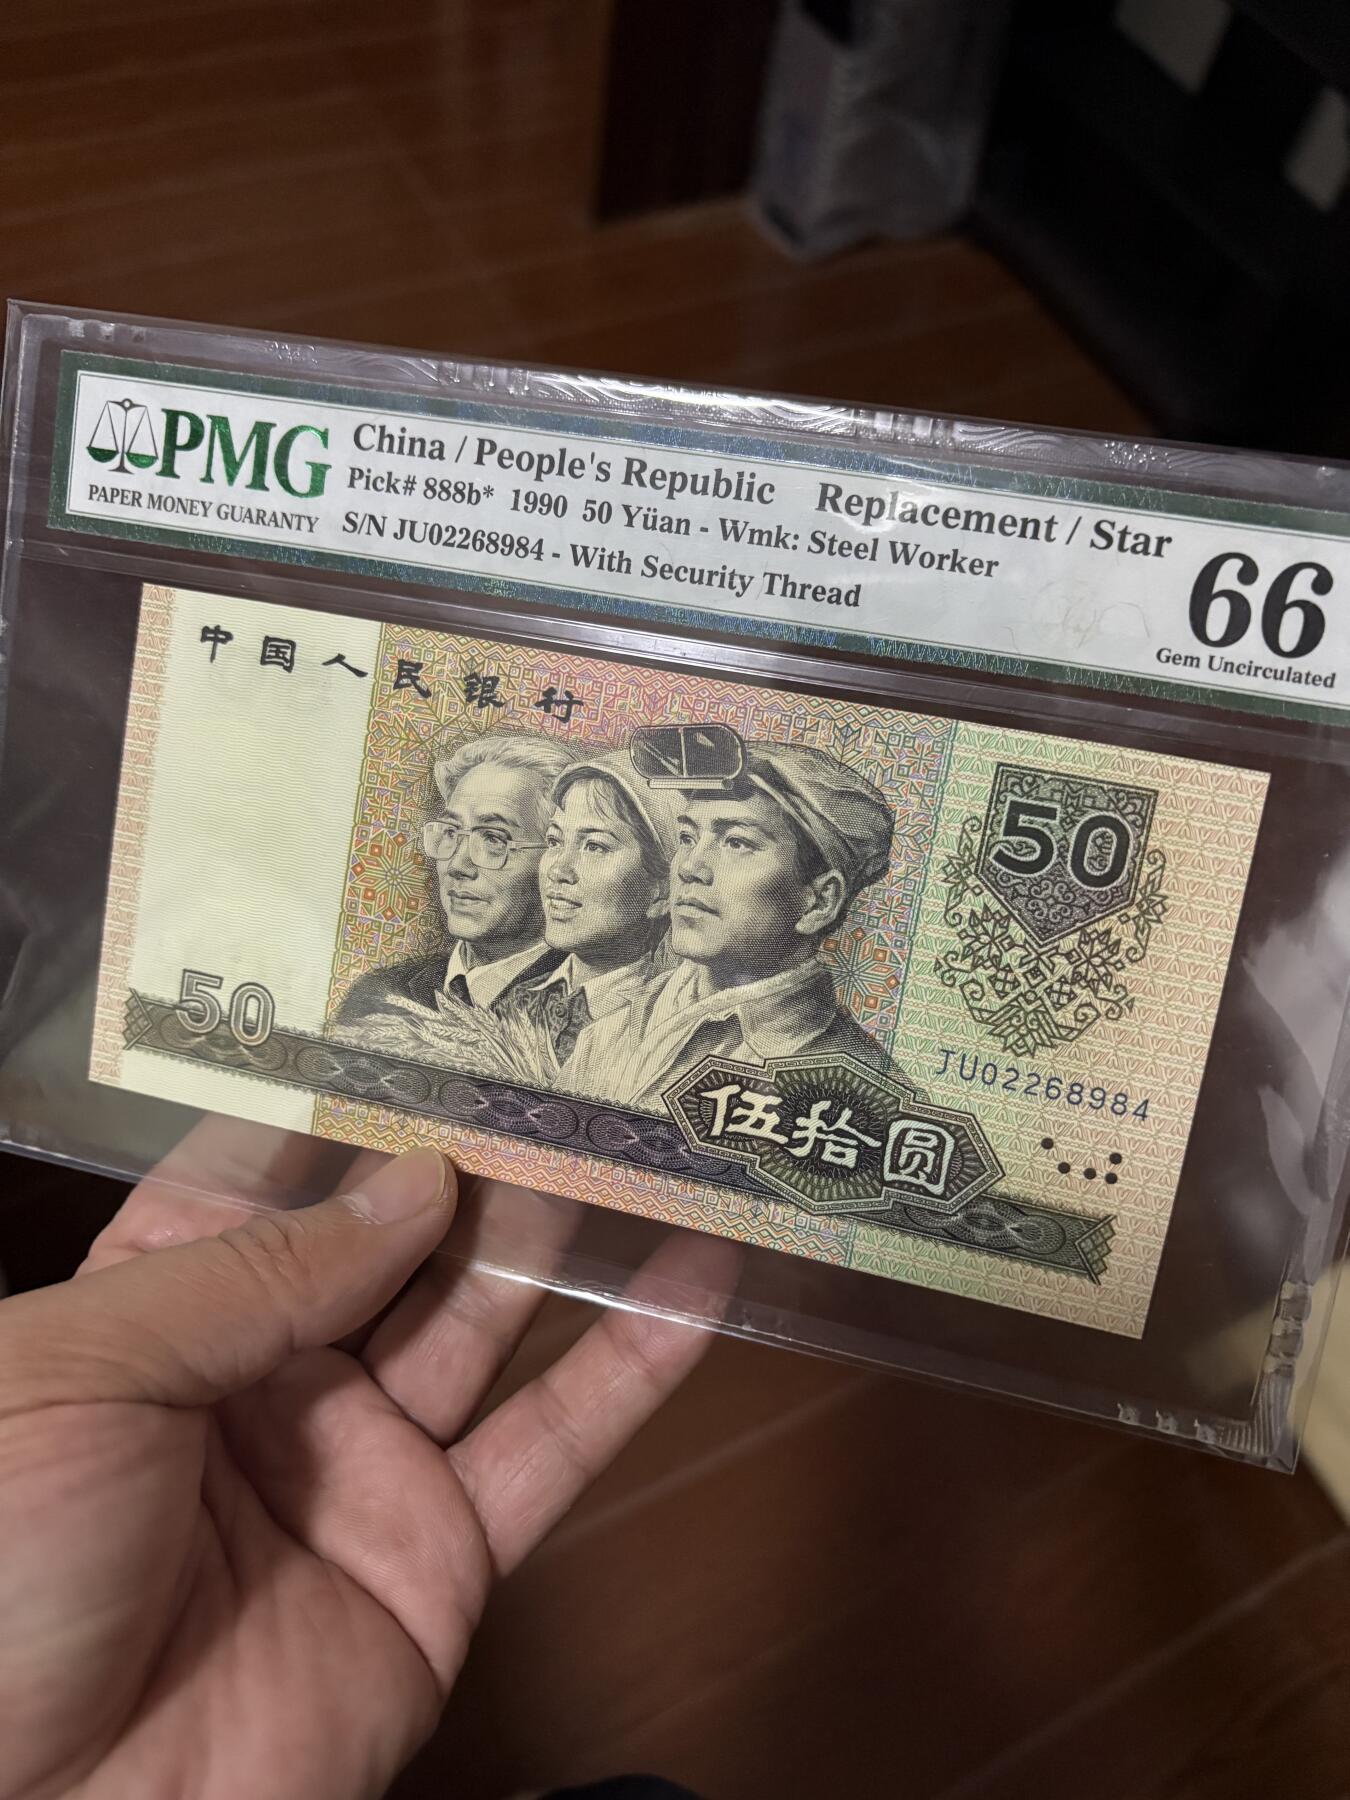 PMG
PAPER MONEY GUARANTY
China / People's Republic Replacement / Star
Pick# 888b* 1990 50 Yüan - Wmk: Steel Worker
S/N JU02268984 - With Security Thread
66
Gem Uncirculated
中国人民银行
50
50
JU02268984
伍拾圆